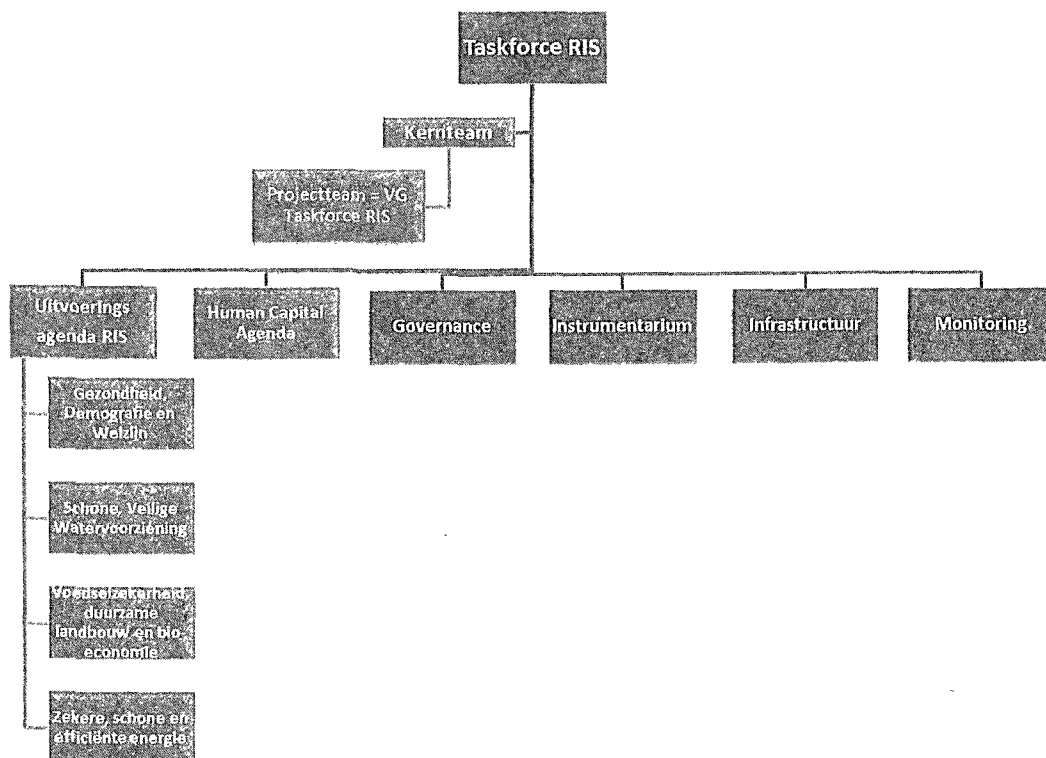 Taskforce RIS
Kernteam
Projectteam = VG
Taskforce RIS
Uitvoerings
agenda RIS
Human Capital
Agenda
Governance
Instrumentarium
Infrastructuur
Monitoring
Gezondheid,
Demografie en
Welzijn
Schone, Veilige
Watervoorziening
Voedselzekerheid,
duurzame
landbouw en bio
economie
Zekere, schone en
efficiënte energie